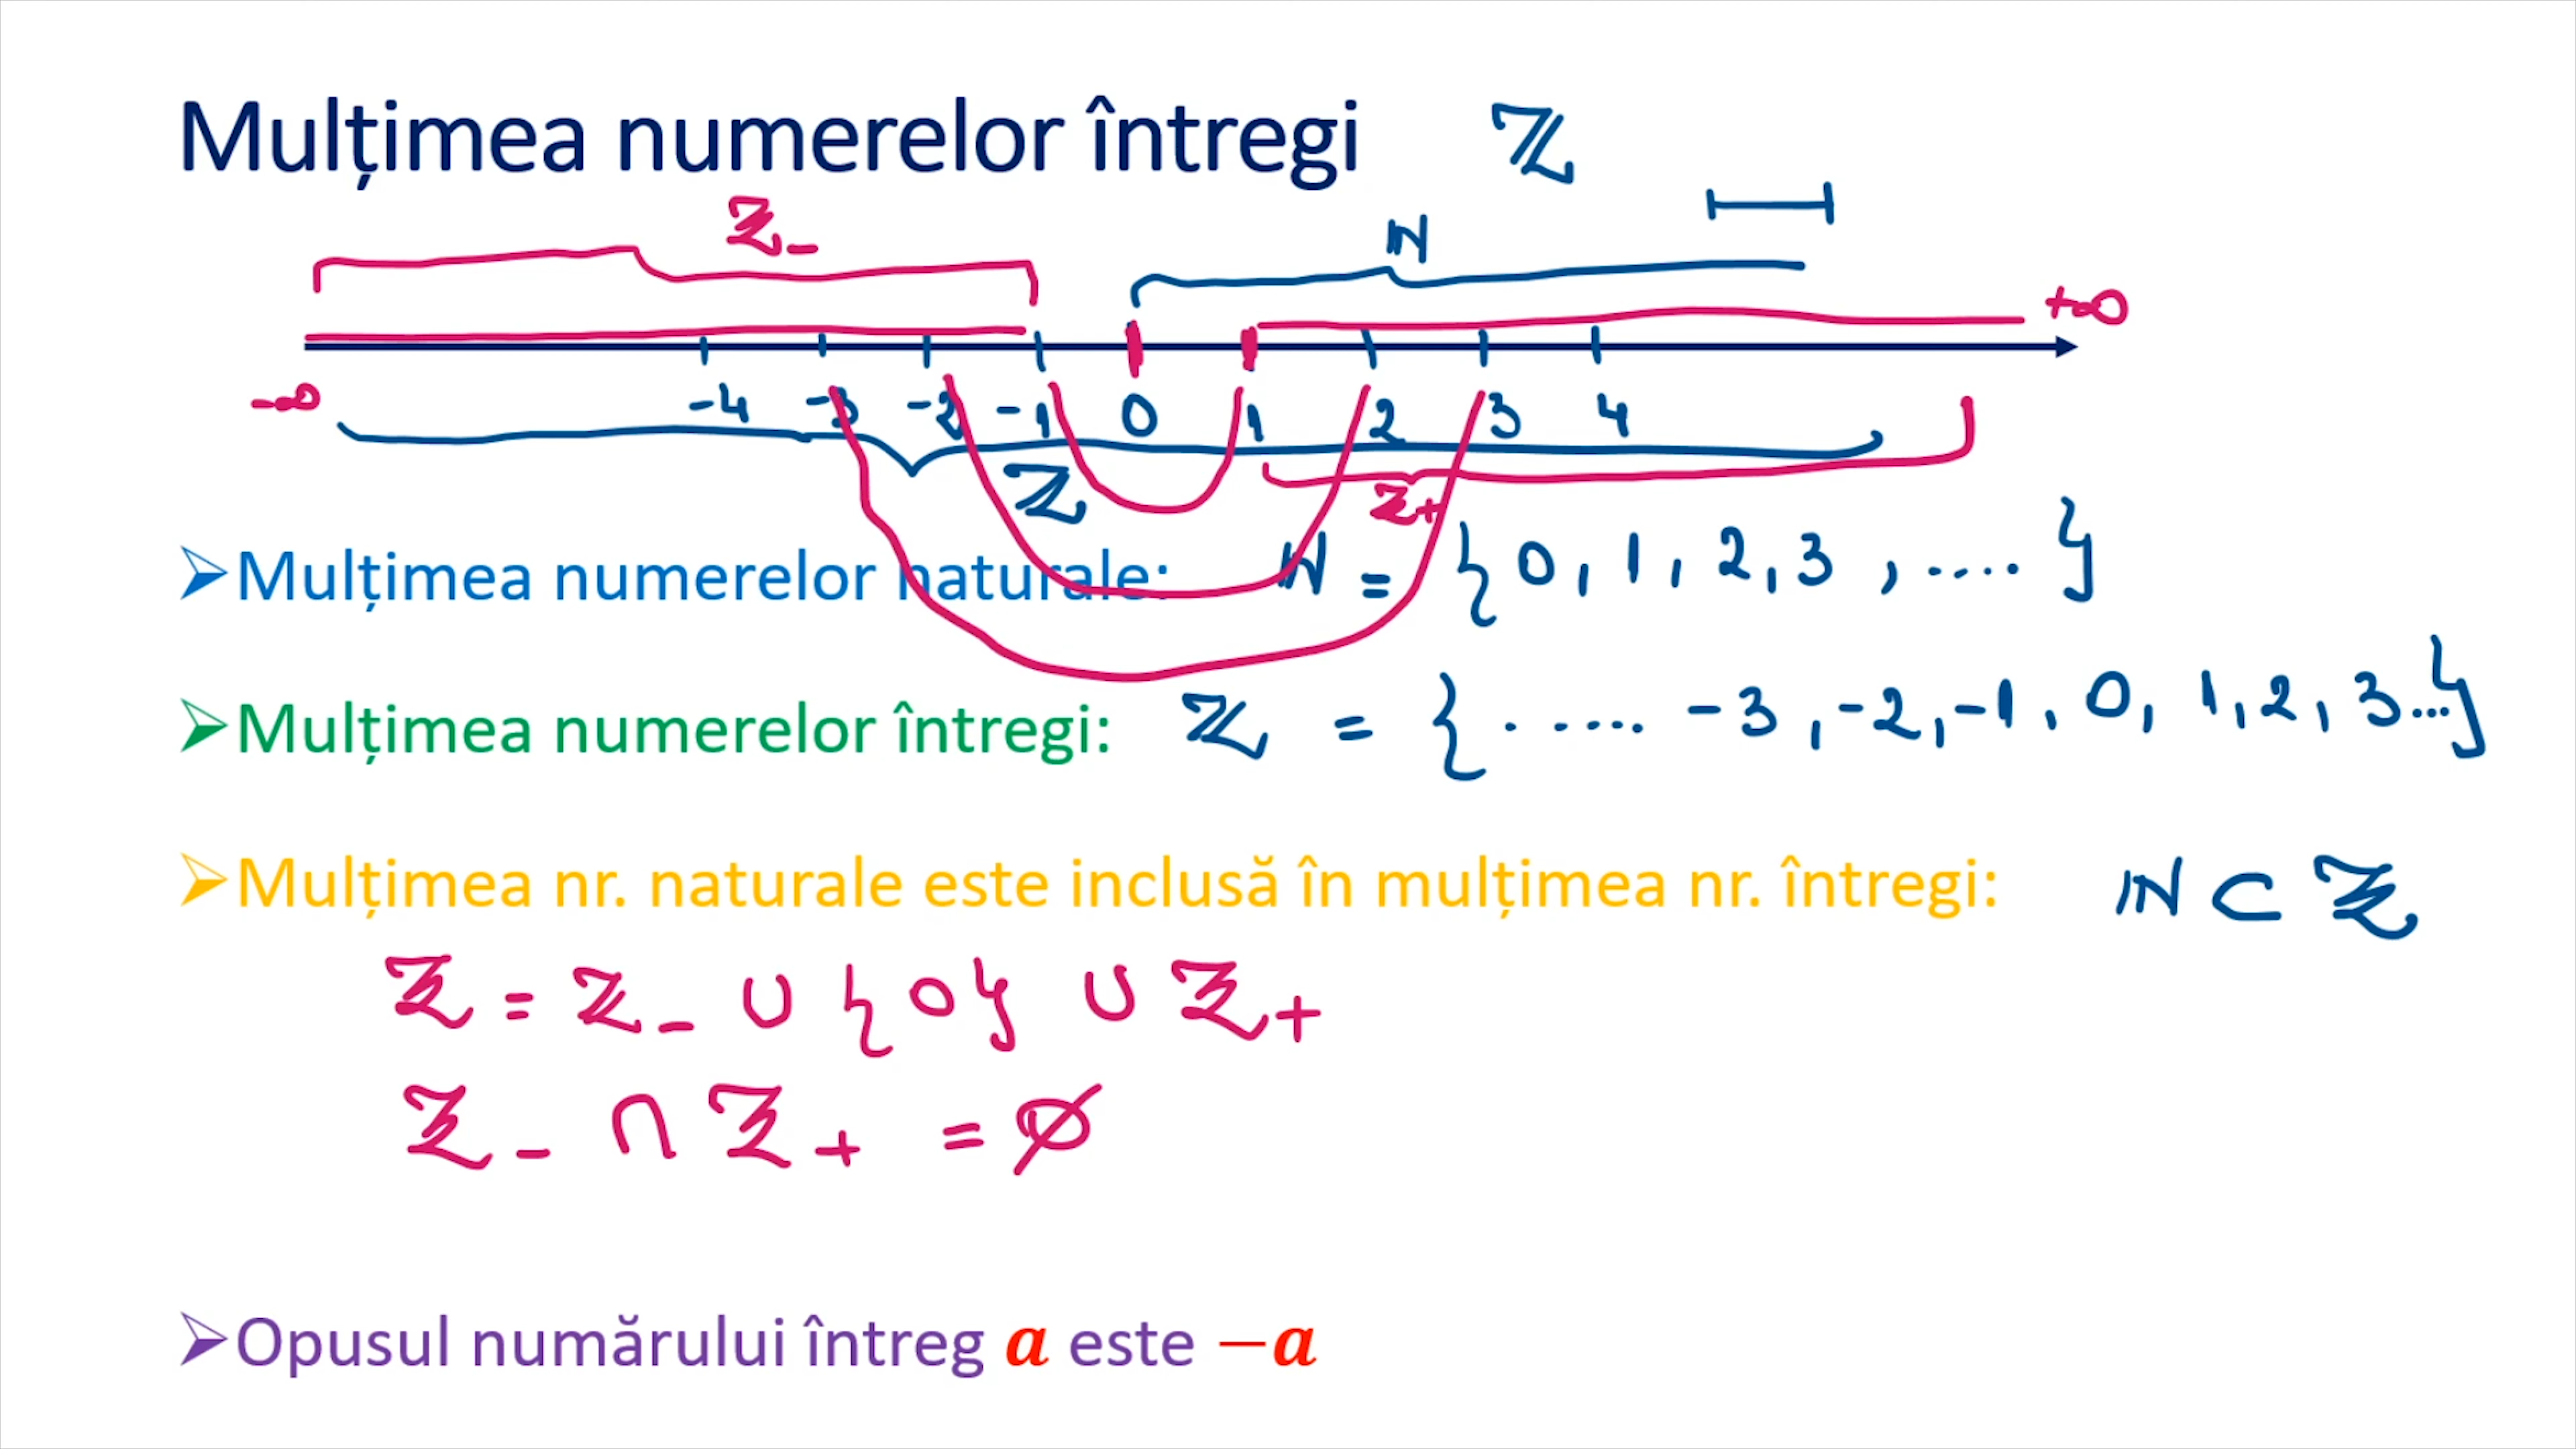 Mulțimea numerelor întregi ℤ
ℤ₋ ℕ
+∞
-∞ -4 -3 -2 -1 0 1 2 3 4
ℤ ℤ₊
➢Mulțimea numerelor naturale: ℕ = {0, 1, 2, 3, ....}
➢Mulțimea numerelor întregi: ℤ = {..... -3, -2, -1, 0, 1, 2, 3...}
➢Mulțimea nr. naturale este inclusă în mulțimea nr. întregi: ℕ ⊂ ℤ
ℤ = ℤ₋ ∪ {0} ∪ ℤ₊
ℤ₋ ∩ ℤ₊ = ∅
➢Opusul numărului întreg a este −a